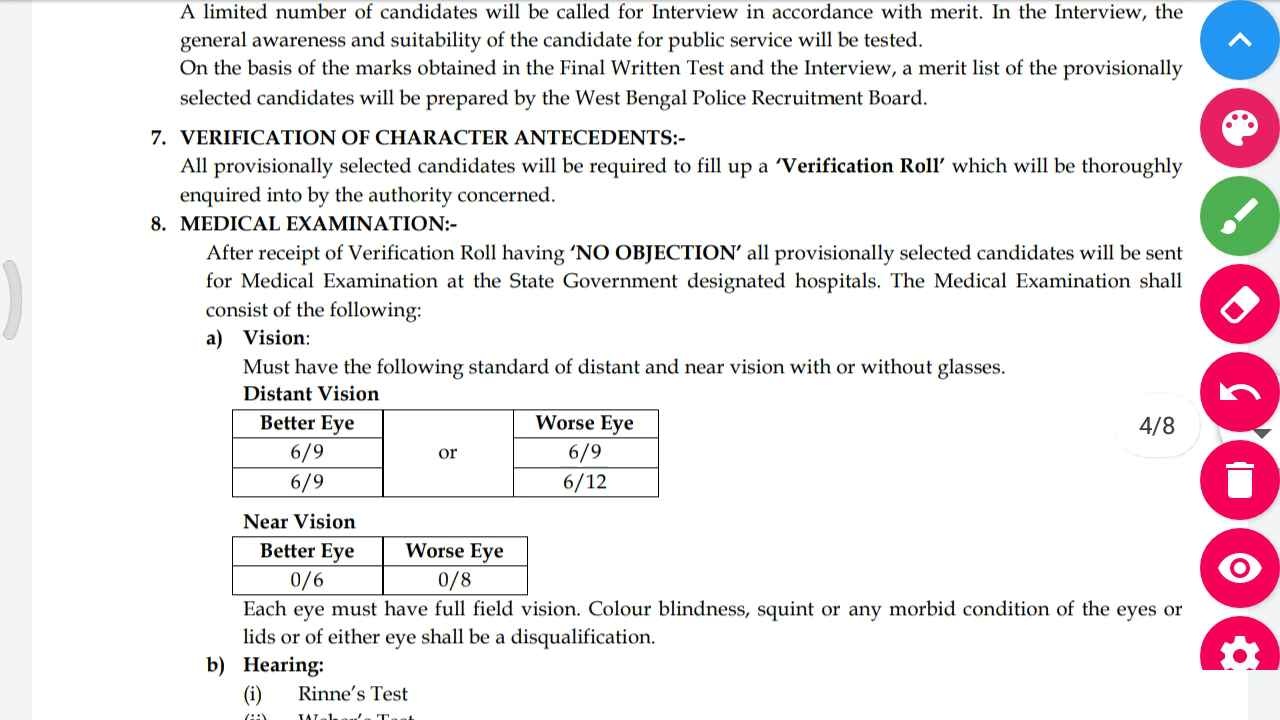 A limited number of candidates will be called for Interview in accordance with merit. In the Interview, the
general awareness and suitability of the candidate for public service will be tested.
On the basis of the marks obtained in the Final Written Test and the Interview, a merit list of the provisionally
selected candidates will be prepared by the West Bengal Police Recruitment Board.
7. VERIFICATION OF CHARACTER ANTECEDENTS:-
All provisionally selected candidates will be required to fill up a ‘Verification Roll’ which will be thoroughly
enquired into by the authority concerned.
8. MEDICAL EXAMINATION:-
After receipt of Verification Roll having ‘NO OBJECTION’ all provisionally selected candidates will be sent
for Medical Examination at the State Government designated hospitals. The Medical Examination shall
consist of the following:
a) Vision:
Must have the following standard of distant and near vision with or without glasses.
Distant Vision
Better Eye Worse Eye
6/9 or 6/9
6/9 6/12
4/8
Near Vision
Better Eye Worse Eye
0/6 0/8
Each eye must have full field vision. Colour blindness, squint or any morbid condition of the eyes or
lids or of either eye shall be a disqualification.
b) Hearing:
(i) Rinne’s Test
(ii) Weber’s Test